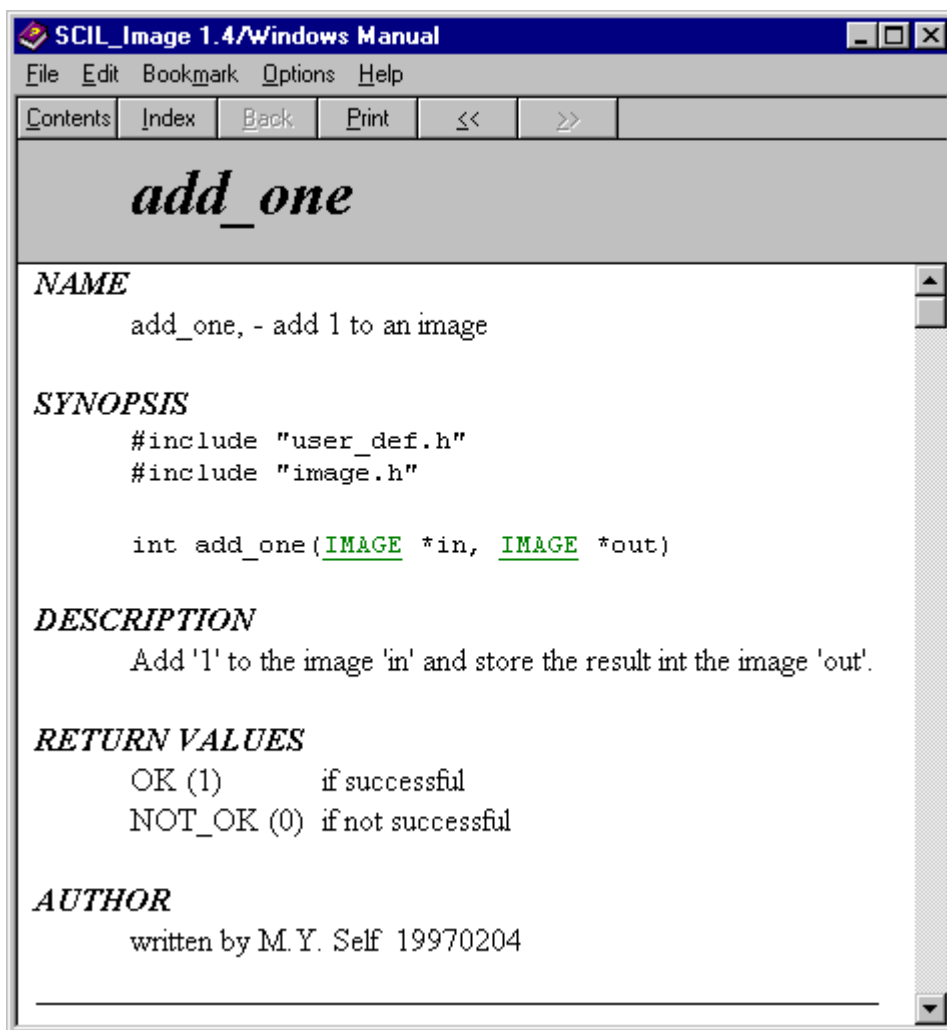 SCIL_Image 1.4/Windows Manual
File Edit Bookmark Options Help
Contents Index Back Print << >>
add_one
NAME
add_one, - add 1 to an image
SYNOPSIS
#include "user_def.h"
#include "image.h"
int add_one(IMAGE *in, IMAGE *out)
DESCRIPTION
Add '1' to the image 'in' and store the result int the image 'out'.
RETURN VALUES
OK (1) if successful
NOT_OK (0) if not successful
AUTHOR
written by M.Y. Self 19970204